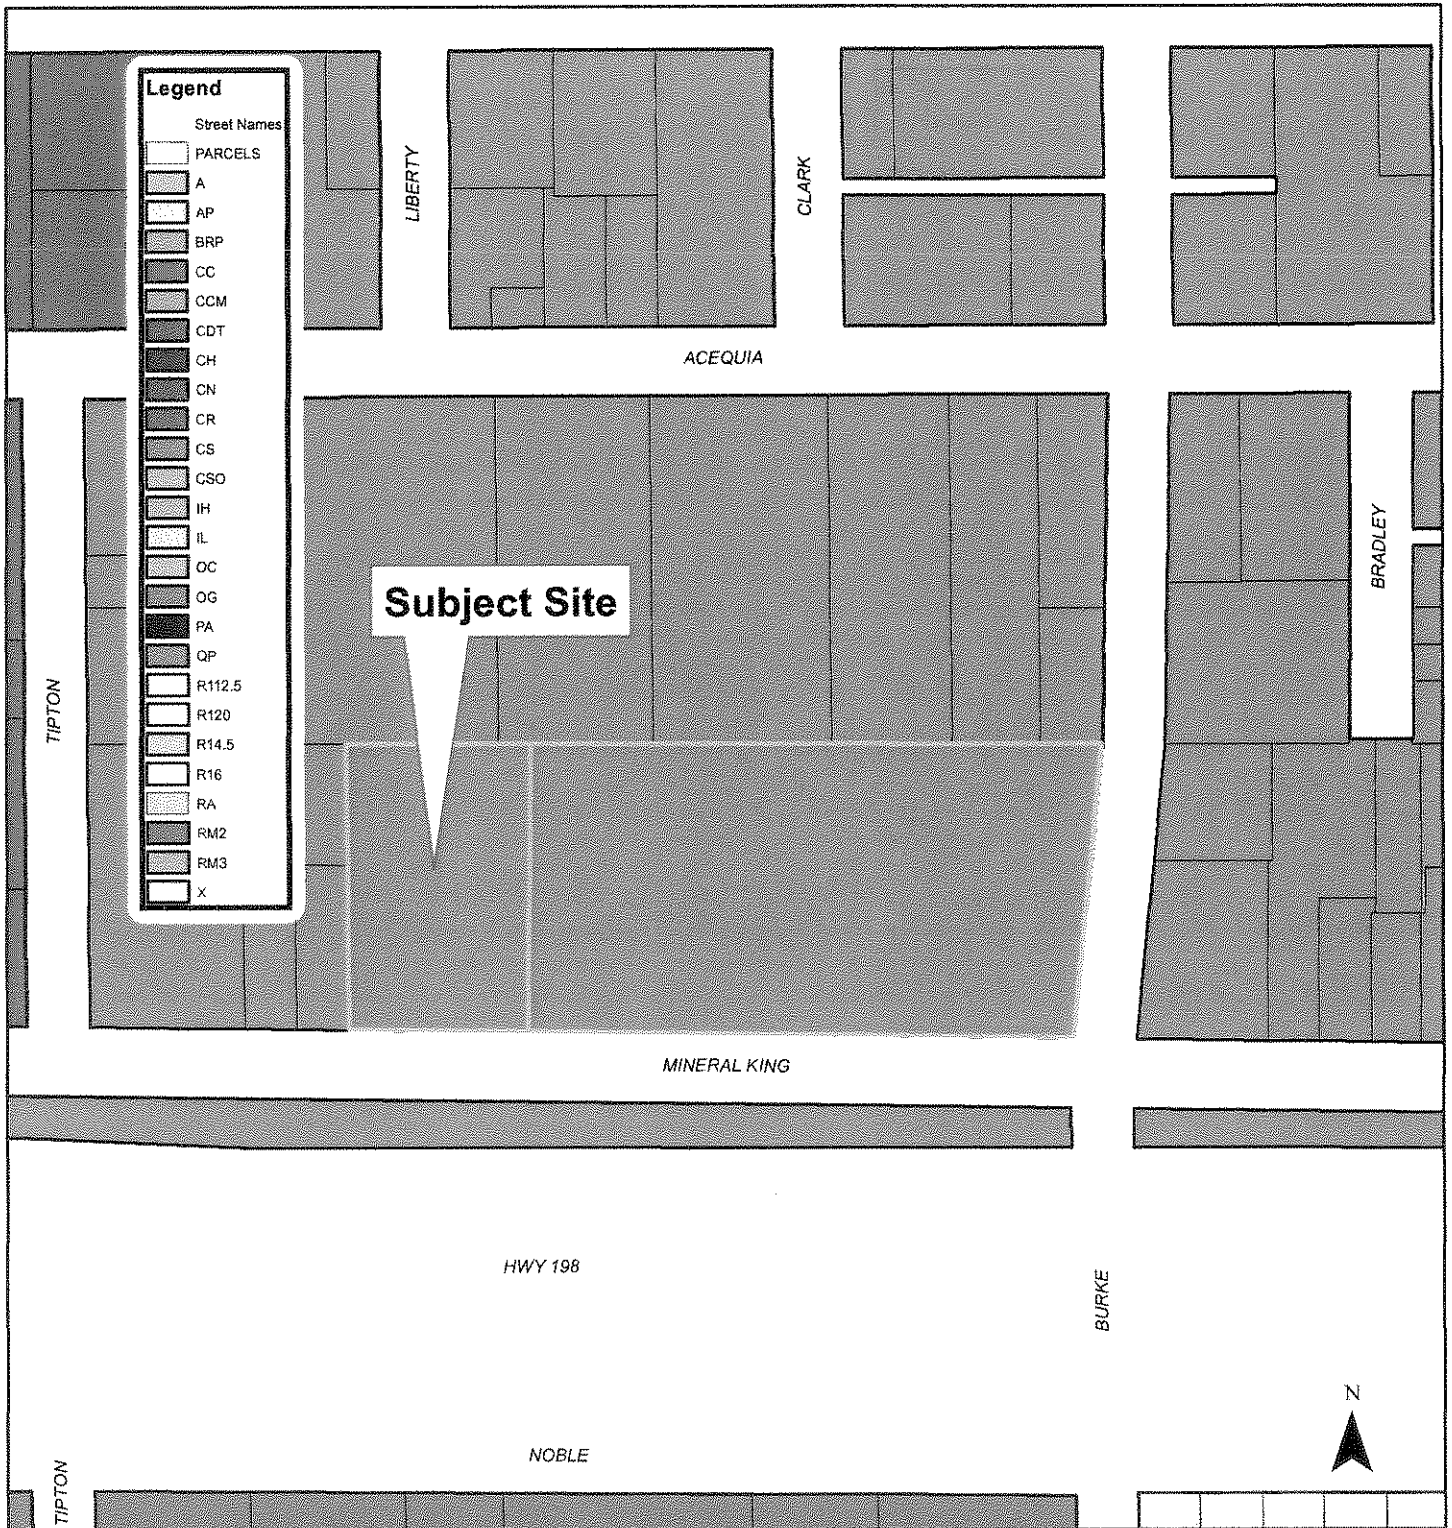 Legend
Street Names
PARCELS
A
AP
BRP
CC
CCM
CDT
CH
CN
CR
CS
CSO
IH
IL
OC
OG
PA
QP
R112.5
R120
R14.5
R16
RA
RM2
RM3
X
LIBERTY
CLARK
ACEQUIA
Subject Site
BRADLEY
TIPTON
MINERAL KING
HWY 198
BURKE
N
NOBLE
TIPTON